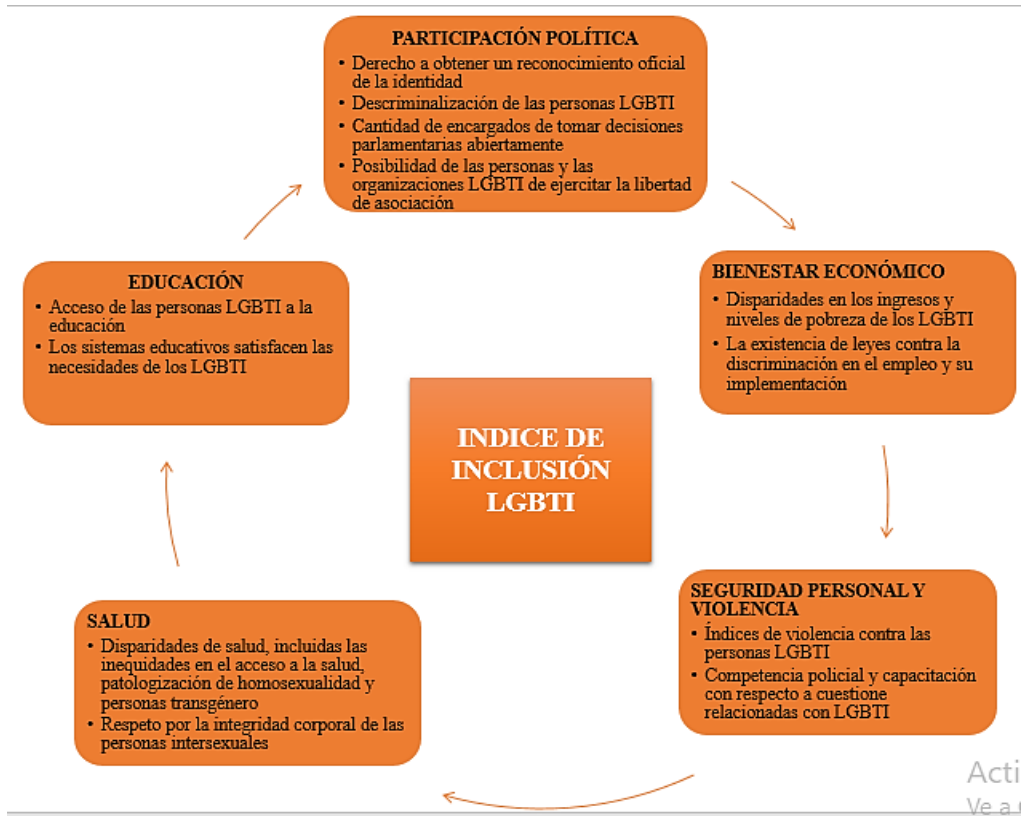 PARTICIPACIÓN POLÍTICA
• Derecho a obtener un reconocimiento oficial
de la identidad
• Descriminalización de las personas LGBTI
• Cantidad de encargados de tomar decisiones
parlamentarias abiertamente
• Posibilidad de las personas y las
organizaciones LGBTI de ejercitar la libertad
de asociación
BIENESTAR ECONÓMICO
• Disparidades en los ingresos y
niveles de pobreza de los LGBTI
• La existencia de leyes contra la
discriminación en el empleo y su
implementación
SEGURIDAD PERSONAL Y
VIOLENCIA
• Índices de violencia contra las
personas LGBTI
• Competencia policial y capacitación
con respecto a cuestione
relacionadas con LGBTI
SALUD
• Disparidades de salud, incluidas las
inequidades en el acceso a la salud,
patologización de homosexualidad y
personas transgénero
• Respeto por la integridad corporal de las
personas intersexuales
EDUCACIÓN
• Acceso de las personas LGBTI a la
educación
• Los sistemas educativos satisfacen las
necesidades de los LGBTI
INDICE DE
INCLUSIÓN
LGBTI
Acti
Ve a